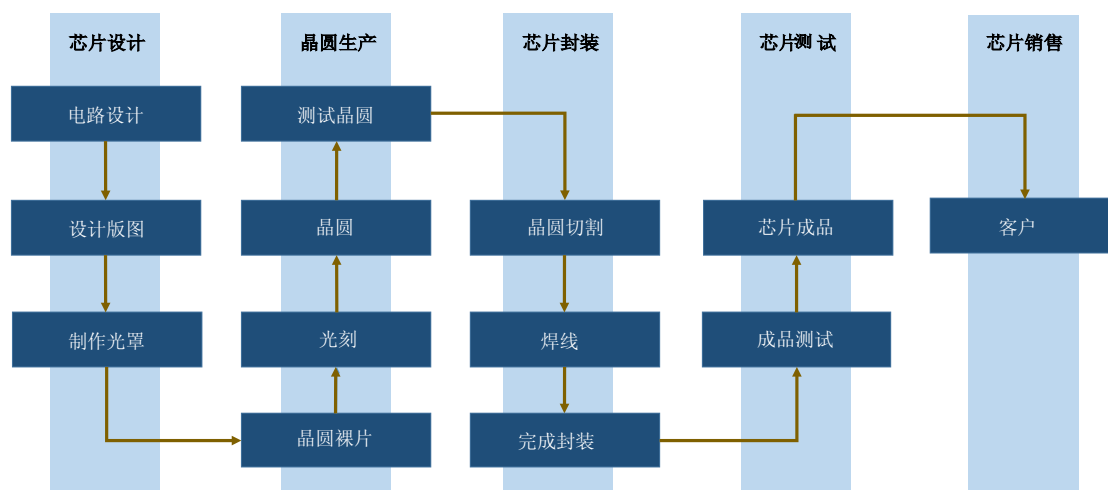 芯片设计
晶圆生产
芯片封装
芯片测试
芯片销售
电路设计
设计版图
制作光罩
测试晶圆
晶圆
光刻
晶圆裸片
晶圆切割
焊线
完成封装
芯片成品
成品测试
客户